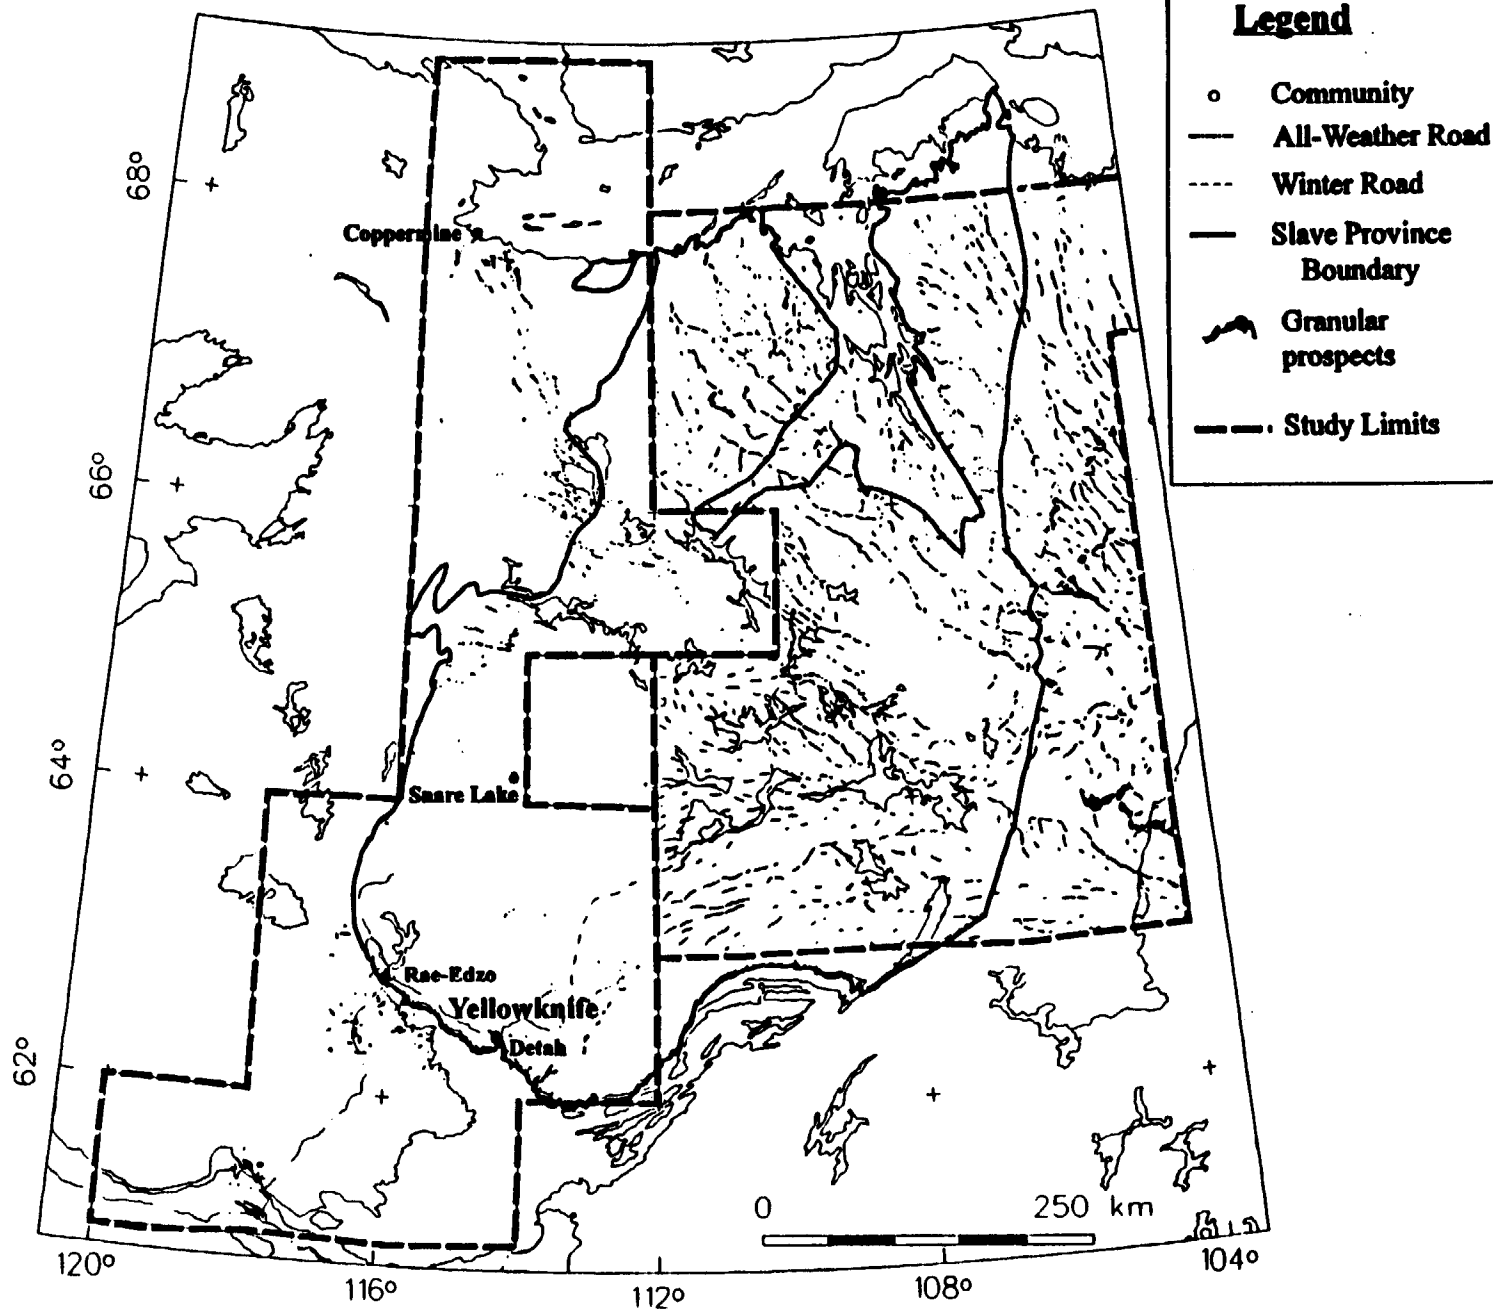 Legend
Community
All-Weather Road
Winter Road
Slave Province
Boundary
Granular
prospects
Study Limits
68°
Coppermine
66°
64°
Snare Lake
Rae-Edzo
Yellowknife
Detah
62°
0 250 km
120° 116° 112° 108° 104°